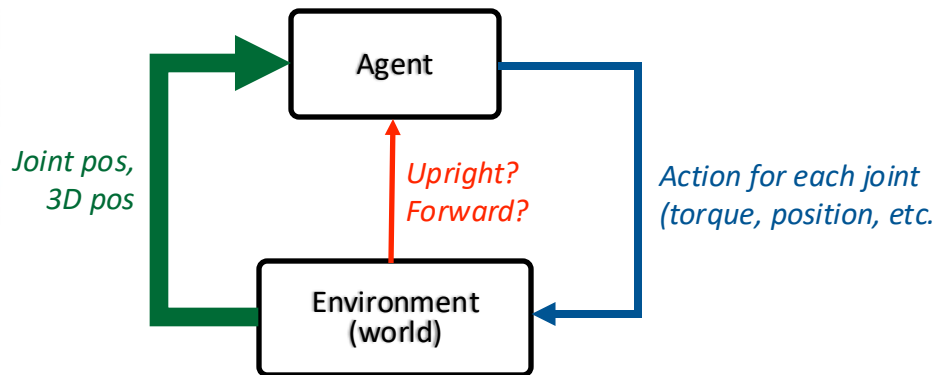 Agent
Joint pos,
3D pos
Upright?
Forward?
Action for each joint
(torque, position, etc.
Environment
(world)